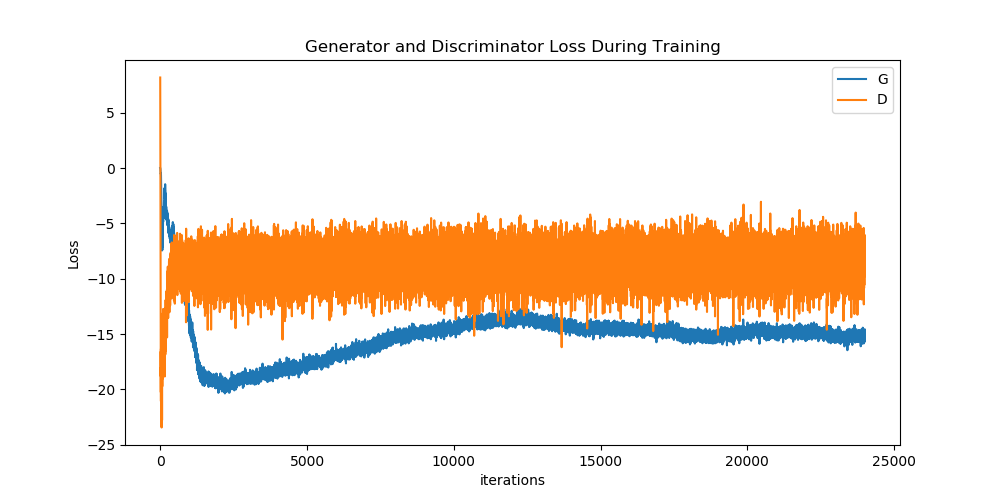 Generator and Discriminator Loss During Training
G
D
5
0
−5
−10
−15
−20
−25
Loss
0
5000
10000
15000
20000
25000
iterations